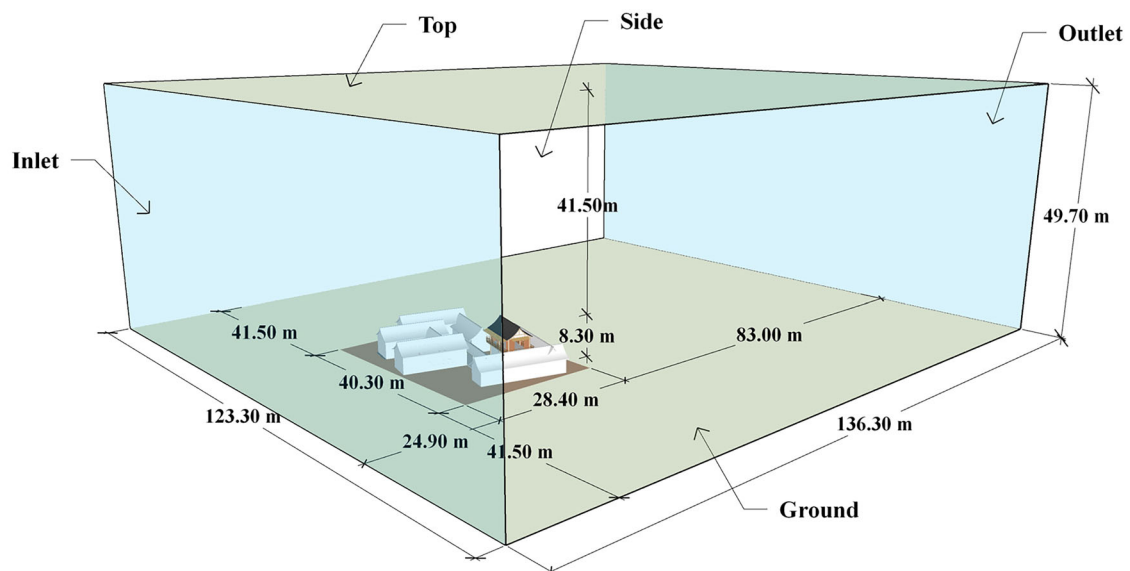 Top
Side
Outlet
Inlet
41.50m
49.70 m
41.50 m
8.30 m
83.00 m
40.30 m
28.40 m
123.30 m
24.90 m
41.50 m
136.30 m
Ground